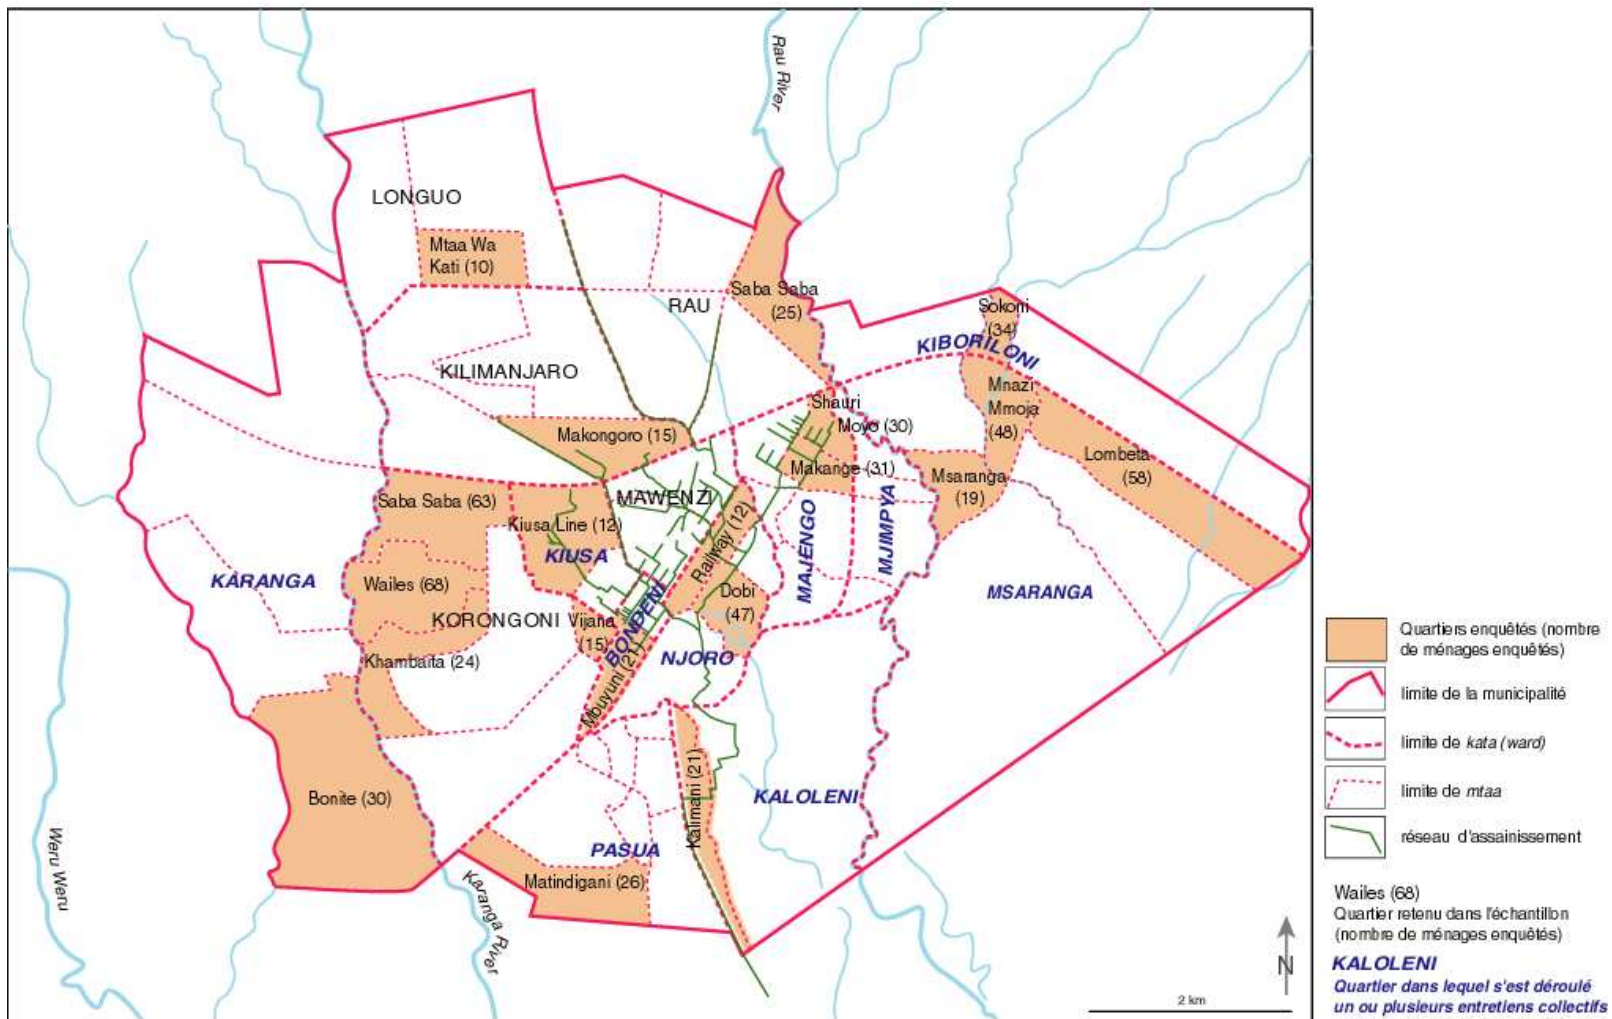 Rau River
LONGUO
Mtaa Wa
Kati (10)
RAU
Saba Saba
(25)
Sokoni
(34)
KIBORILONI
KILIMANJARO
Mnazi
Mmoja
(48)
Shauri
Moyo (30)
Makongoro (15)
Makange (31)
Msaranga
(19)
Lombeta
(58)
Saba Saba (63)
MAWENZI
Kiusa Line (12)
KIUSA
Railway (12)
MAJENGO
MJIMPYA
KARANGA
Wailes (68)
Dobi
(47)
MSARANGA
KORONGONI
Vijana
(15)
BONDENI
NJORO
Khambaita (24)
Mbuyuni (21)
Bonite (30)
Kalimani (21)
KALOLENI
PASUA
Matindigani (26)
Weru Weru
Karanga River
N
2 km
Quartiers enquêtés (nombre
de ménages enquêtés)
limite de la municipalité
limite de kata (ward)
limite de mtaa
réseau d'assainissement
Wailes (68)
Quartier retenu dans l'échantillon
(nombre de ménages enquêtés)
KALOLENI
Quartier dans lequel s'est déroulé
un ou plusieurs entretiens collectifs